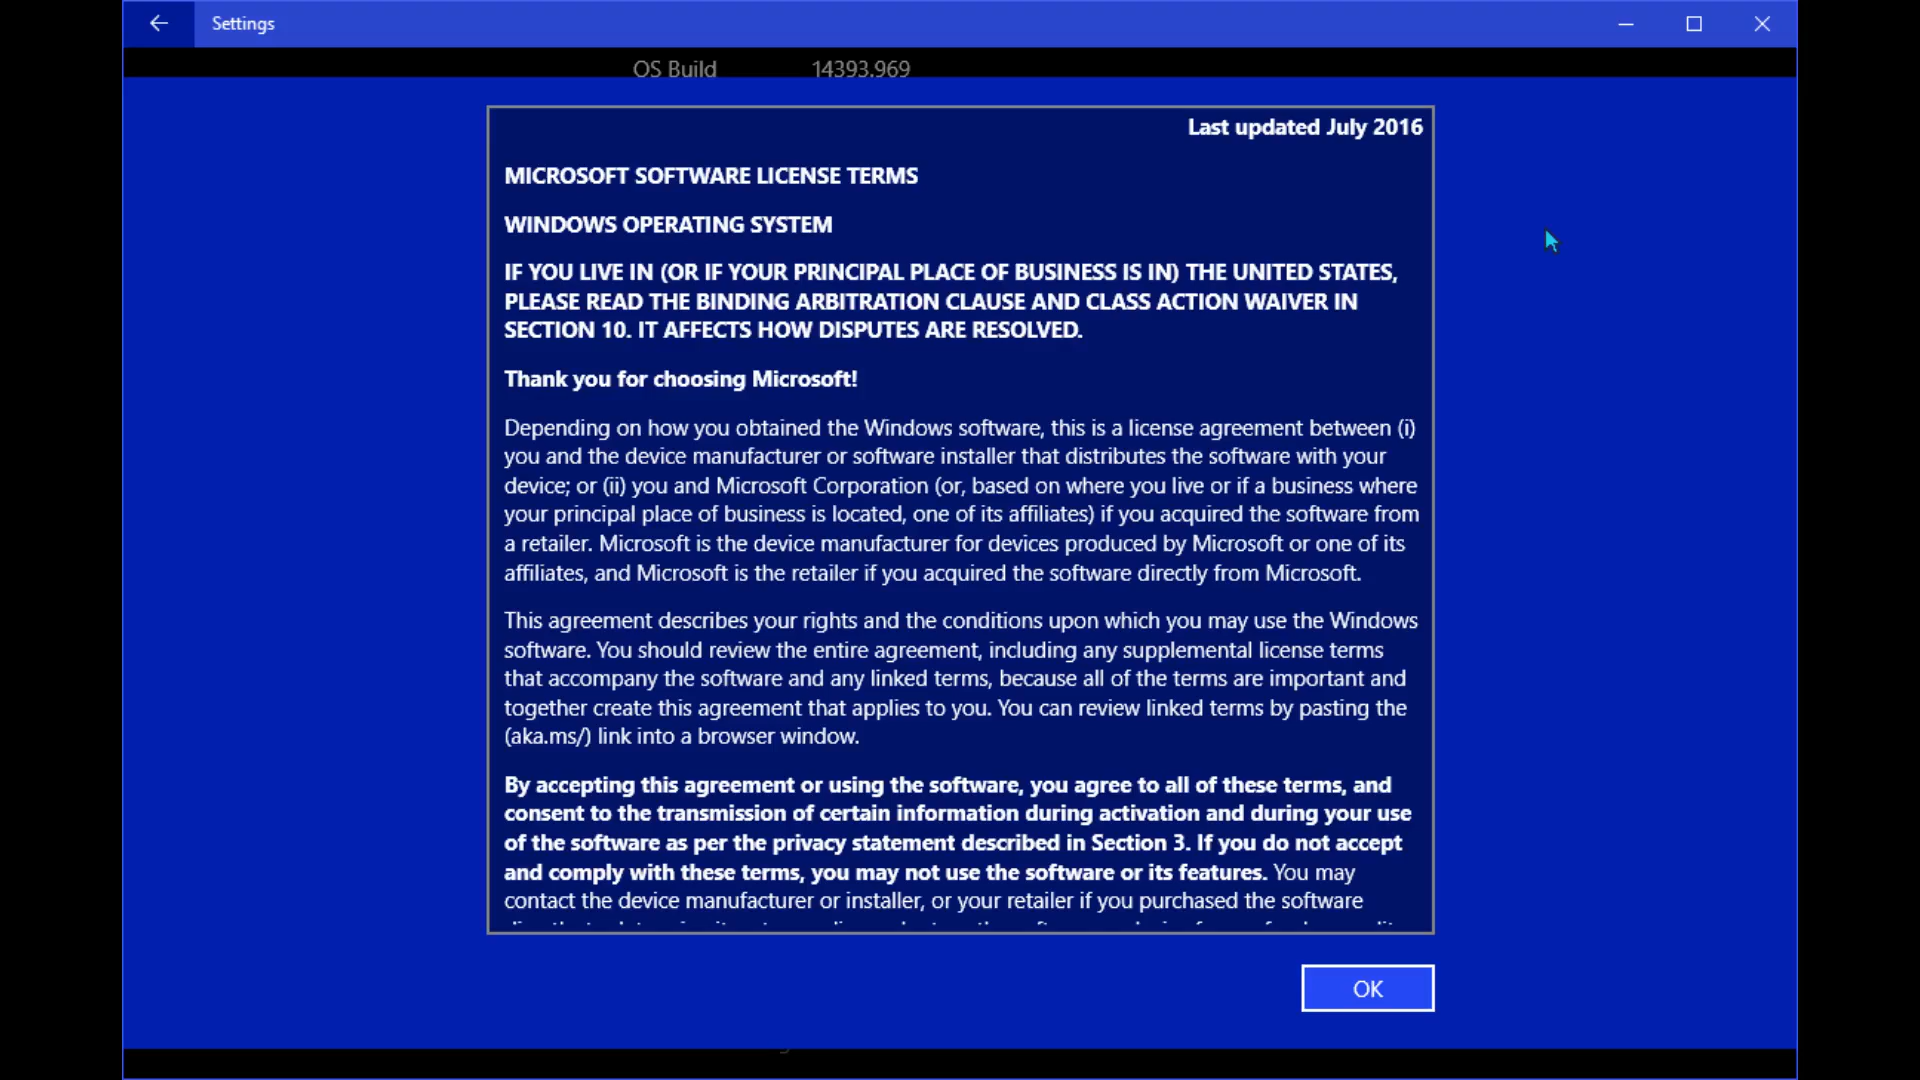 Settings
OS Build 14393.969
Last updated July 2016
MICROSOFT SOFTWARE LICENSE TERMS
WINDOWS OPERATING SYSTEM
IF YOU LIVE IN (OR IF YOUR PRINCIPAL PLACE OF BUSINESS IS IN) THE UNITED STATES,
PLEASE READ THE BINDING ARBITRATION CLAUSE AND CLASS ACTION WAIVER IN
SECTION 10. IT AFFECTS HOW DISPUTES ARE RESOLVED.
Thank you for choosing Microsoft!
Depending on how you obtained the Windows software, this is a license agreement between (i)
you and the device manufacturer or software installer that distributes the software with your
device; or (ii) you and Microsoft Corporation (or, based on where you live or if a business where
your principal place of business is located, one of its affiliates) if you acquired the software from
a retailer. Microsoft is the device manufacturer for devices produced by Microsoft or one of its
affiliates, and Microsoft is the retailer if you acquired the software directly from Microsoft.
This agreement describes your rights and the conditions upon which you may use the Windows
software. You should review the entire agreement, including any supplemental license terms
that accompany the software and any linked terms, because all of the terms are important and
together create this agreement that applies to you. You can review linked terms by pasting the
(aka.ms/) link into a browser window.
By accepting this agreement or using the software, you agree to all of these terms, and
consent to the transmission of certain information during activation and during your use
of the software as per the privacy statement described in Section 3. If you do not accept
and comply with these terms, you may not use the software or its features. You may
contact the device manufacturer or installer, or your retailer if you purchased the software
OK